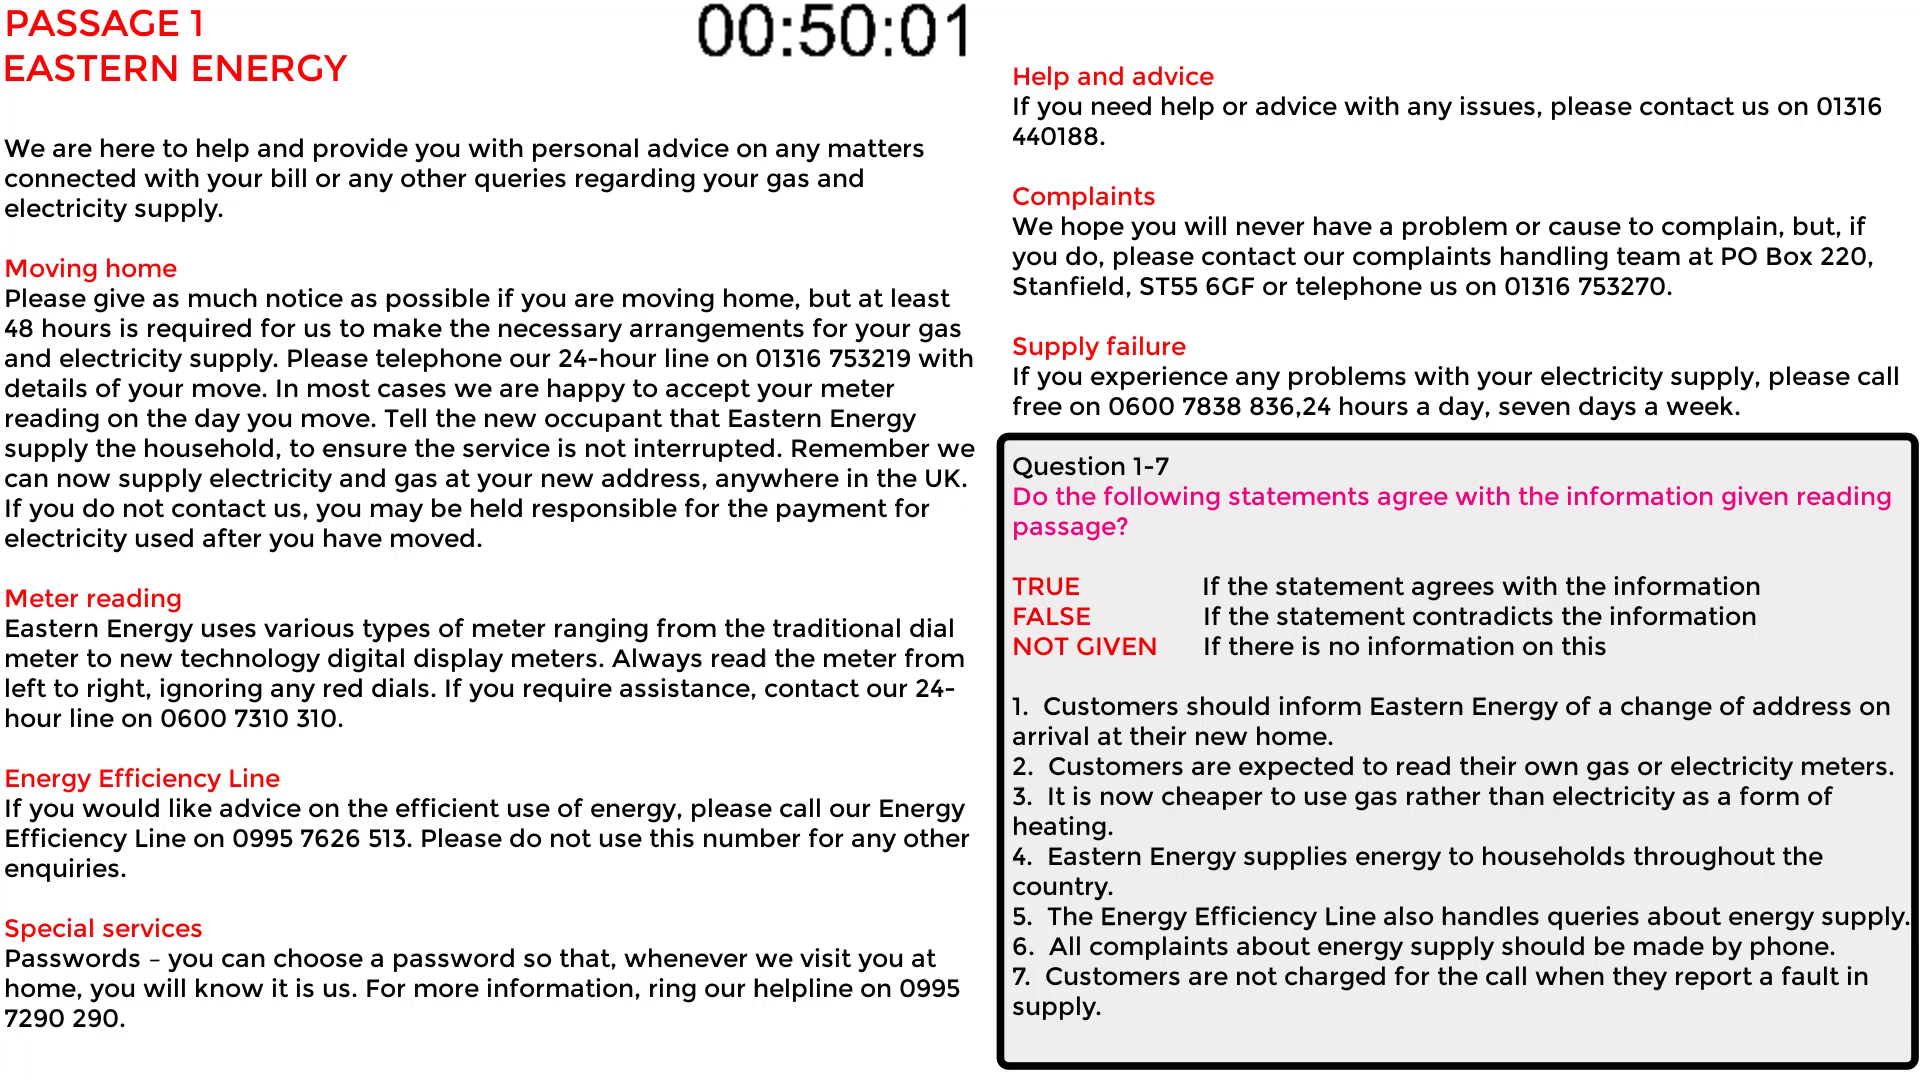 PASSAGE 1
EASTERN ENERGY
00:50:01
We are here to help and provide you with personal advice on any matters
connected with your bill or any other queries regarding your gas and
electricity supply.
Moving home
Please give as much notice as possible if you are moving home, but at least
48 hours is required for us to make the necessary arrangements for your gas
and electricity supply. Please telephone our 24-hour line on 01316 753219 with
details of your move. In most cases we are happy to accept your meter
reading on the day you move. Tell the new occupant that Eastern Energy
supply the household, to ensure the service is not interrupted. Remember we
can now supply electricity and gas at your new address, anywhere in the UK.
If you do not contact us, you may be held responsible for the payment for
electricity used after you have moved.
Meter reading
Eastern Energy uses various types of meter ranging from the traditional dial
meter to new technology digital display meters. Always read the meter from
left to right, ignoring any red dials. If you require assistance, contact our 24-
hour line on 0600 7310 310.
Energy Efficiency Line
If you would like advice on the efficient use of energy, please call our Energy
Efficiency Line on 0995 7626 513. Please do not use this number for any other
enquiries.
Special services
Passwords – you can choose a password so that, whenever we visit you at
home, you will know it is us. For more information, ring our helpline on 0995
7290 290.
Help and advice
If you need help or advice with any issues, please contact us on 01316
440188.
Complaints
We hope you will never have a problem or cause to complain, but, if
you do, please contact our complaints handling team at PO Box 220,
Stanfield, ST55 6GF or telephone us on 01316 753270.
Supply failure
If you experience any problems with your electricity supply, please call
free on 0600 7838 836,24 hours a day, seven days a week.
Question 1-7
Do the following statements agree with the information given reading
passage?
TRUE If the statement agrees with the information
FALSE If the statement contradicts the information
NOT GIVEN If there is no information on this
1. Customers should inform Eastern Energy of a change of address on
arrival at their new home.
2. Customers are expected to read their own gas or electricity meters.
3. It is now cheaper to use gas rather than electricity as a form of
heating.
4. Eastern Energy supplies energy to households throughout the
country.
5. The Energy Efficiency Line also handles queries about energy supply.
6. All complaints about energy supply should be made by phone.
7. Customers are not charged for the call when they report a fault in
supply.